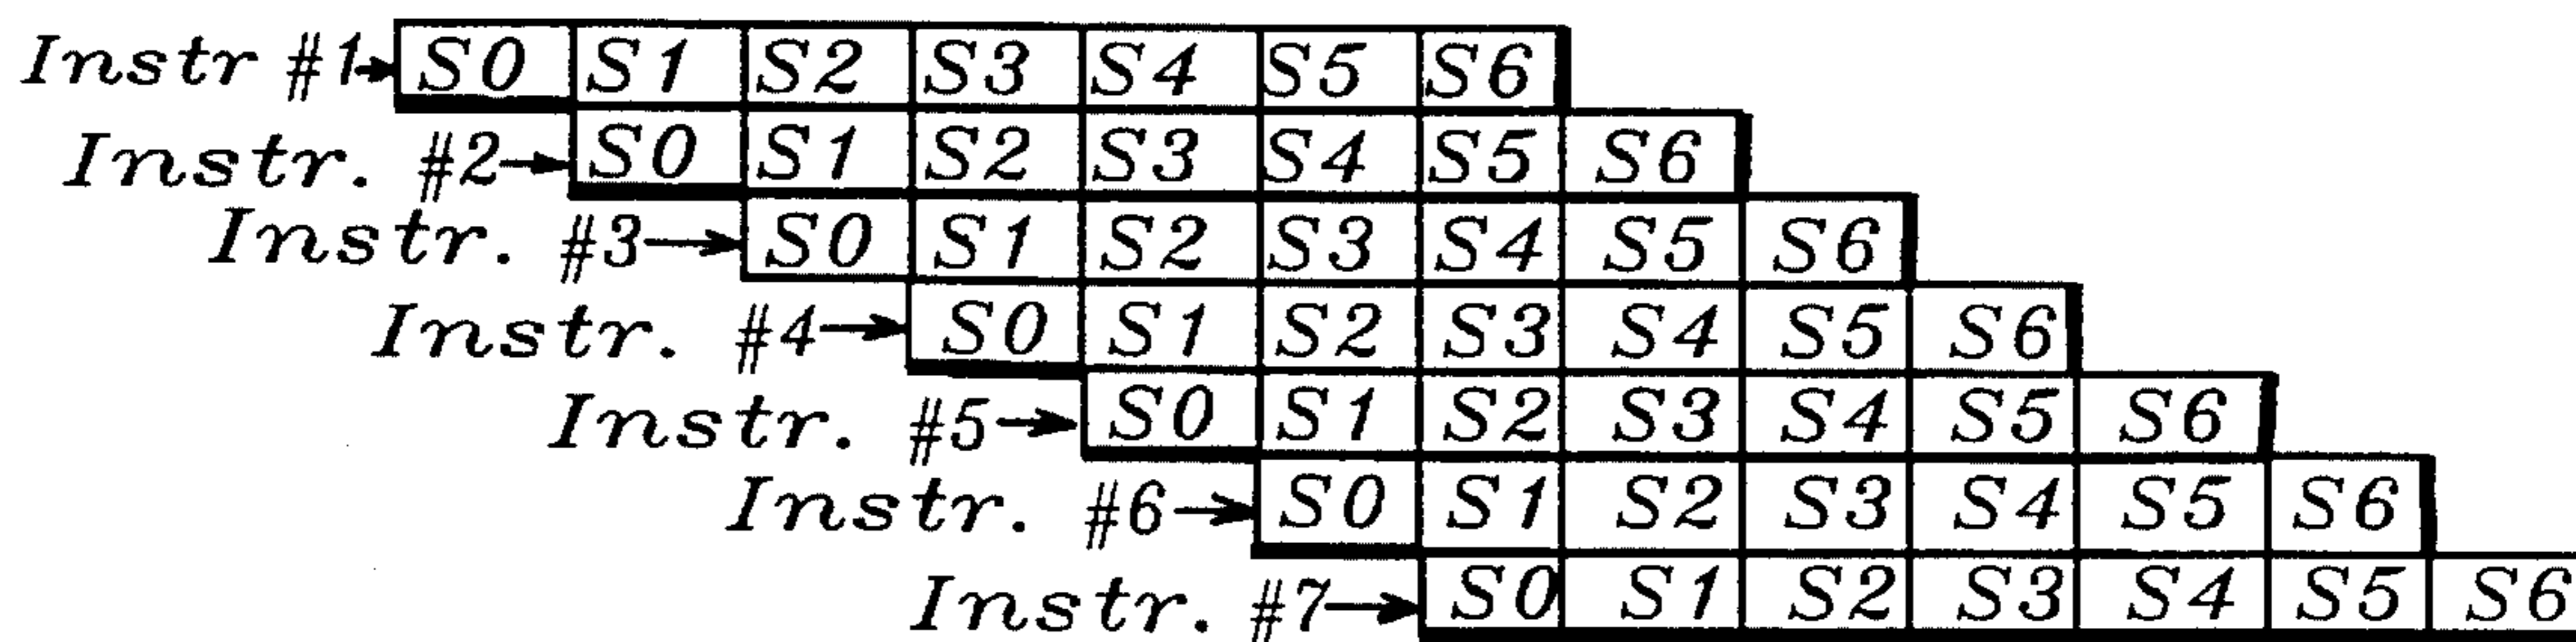 Instr #1 S0 S1 S2 S3 S4 S5 S6
Instr. #2 S0 S1 S2 S3 S4 S5 S6
Instr. #3 S0 S1 S2 S3 S4 S5 S6
Instr. #4 S0 S1 S2 S3 S4 S5 S6
Instr. #5 S0 S1 S2 S3 S4 S5 S6
Instr. #6 S0 S1 S2 S3 S4 S5 S6
Instr. #7 S0 S1 S2 S3 S4 S5 S6